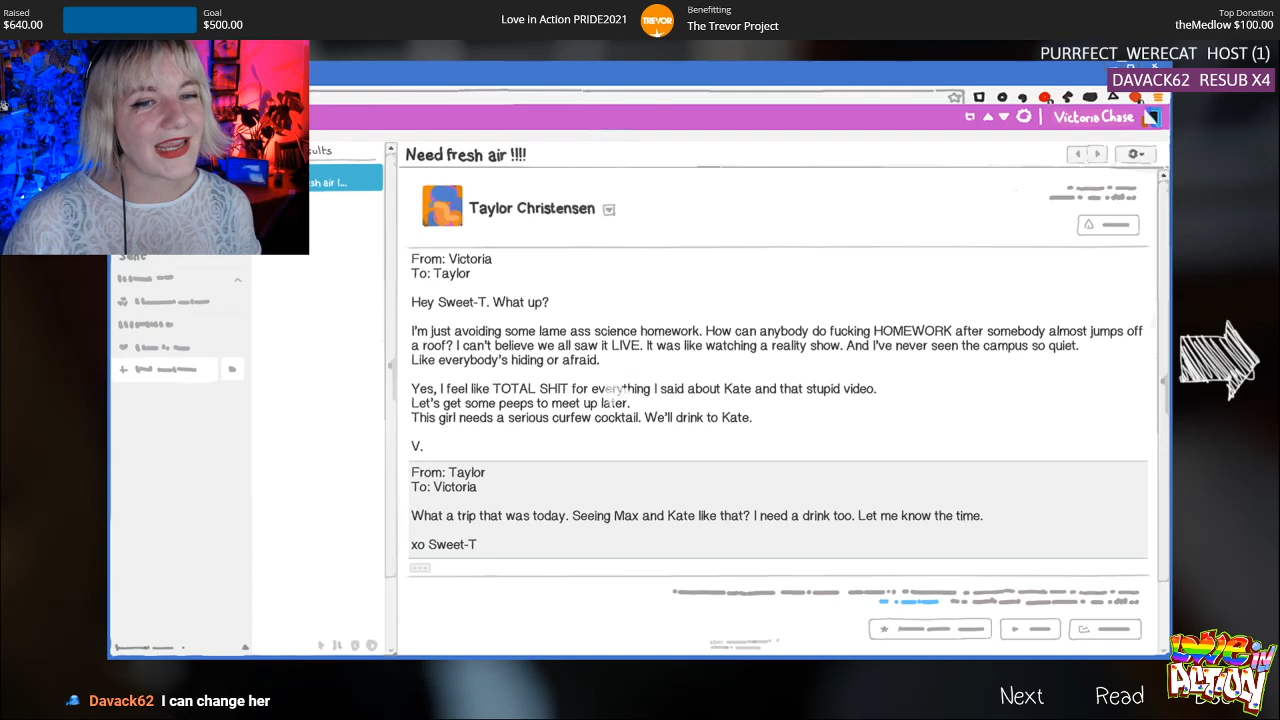 Raised
$640.00
Goal
$500.00
Love in Action PRIDE2021
TREVOR
Benefitting
The Trevor Project
Top Donation
theMedlow $100.00
PURRFECT_WERECAT HOST (1)
DAVACK62 RESUB X4
Victoria Chase
Need fresh air !!!!
sh air !...
Taylor Christensen
From: Victoria
To: Taylor
Hey Sweet-T. What up?
I'm just avoiding some lame ass science homework. How can anybody do fucking HOMEWORK after somebody almost jumps off
a roof? I can't believe we all saw it LIVE. It was like watching a reality show. And I've never seen the campus so quiet.
Like everybody's hiding or afraid.
Yes, I feel like TOTAL SHIT for everything I said about Kate and that stupid video.
Let's get some peeps to meet up later.
This girl needs a serious curfew cocktail. We'll drink to Kate.
V.
From: Taylor
To: Victoria
What a trip that was today. Seeing Max and Kate like that? I need a drink too. Let me know the time.
xo Sweet-T
Davack62 I can change her
Next
Read